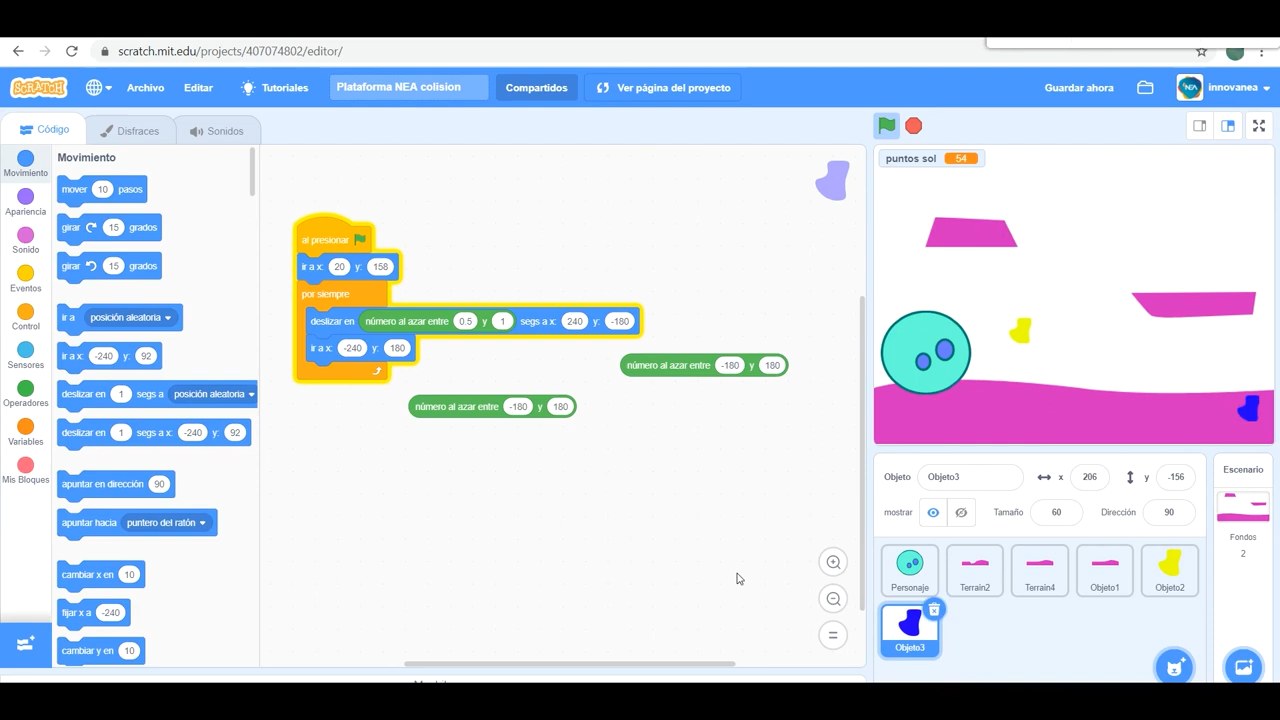 scratch.mit.edu/projects/407074802/editor/
SCRATCH Archivo Editar Tutoriales Plataforma NEA colision Compartidos Ver página del proyecto Guardar ahora NEA innovanea
Código Disfraces Sonidos
Movimiento
Apariencia
Sonido
Eventos
Control
Sensores
Operadores
Variables
Mis Bloques
Movimiento
mover 10 pasos
girar 15 grados
girar 15 grados
ir a posición aleatoria
ir a x: -240 y: 92
deslizar en 1 segs a posición aleatoria
deslizar en 1 segs a x: -240 y: 92
apuntar en dirección 90
apuntar hacia puntero del ratón
cambiar x en 10
fijar x a -240
cambiar y en 10
al presionar
ir a x: 20 y: 158
por siempre
deslizar en número al azar entre 0.5 y 1 segs a x: 240 y: -180
ir a x: -240 y: 180
número al azar entre -180 y 180
número al azar entre -180 y 180
puntos sol 54
Objeto Objeto3 x 206 y -156
mostrar Tamaño 60 Dirección 90
Personaje Terrain2 Terrain4 Objeto1 Objeto2
Objeto3
Escenario
Fondos
2